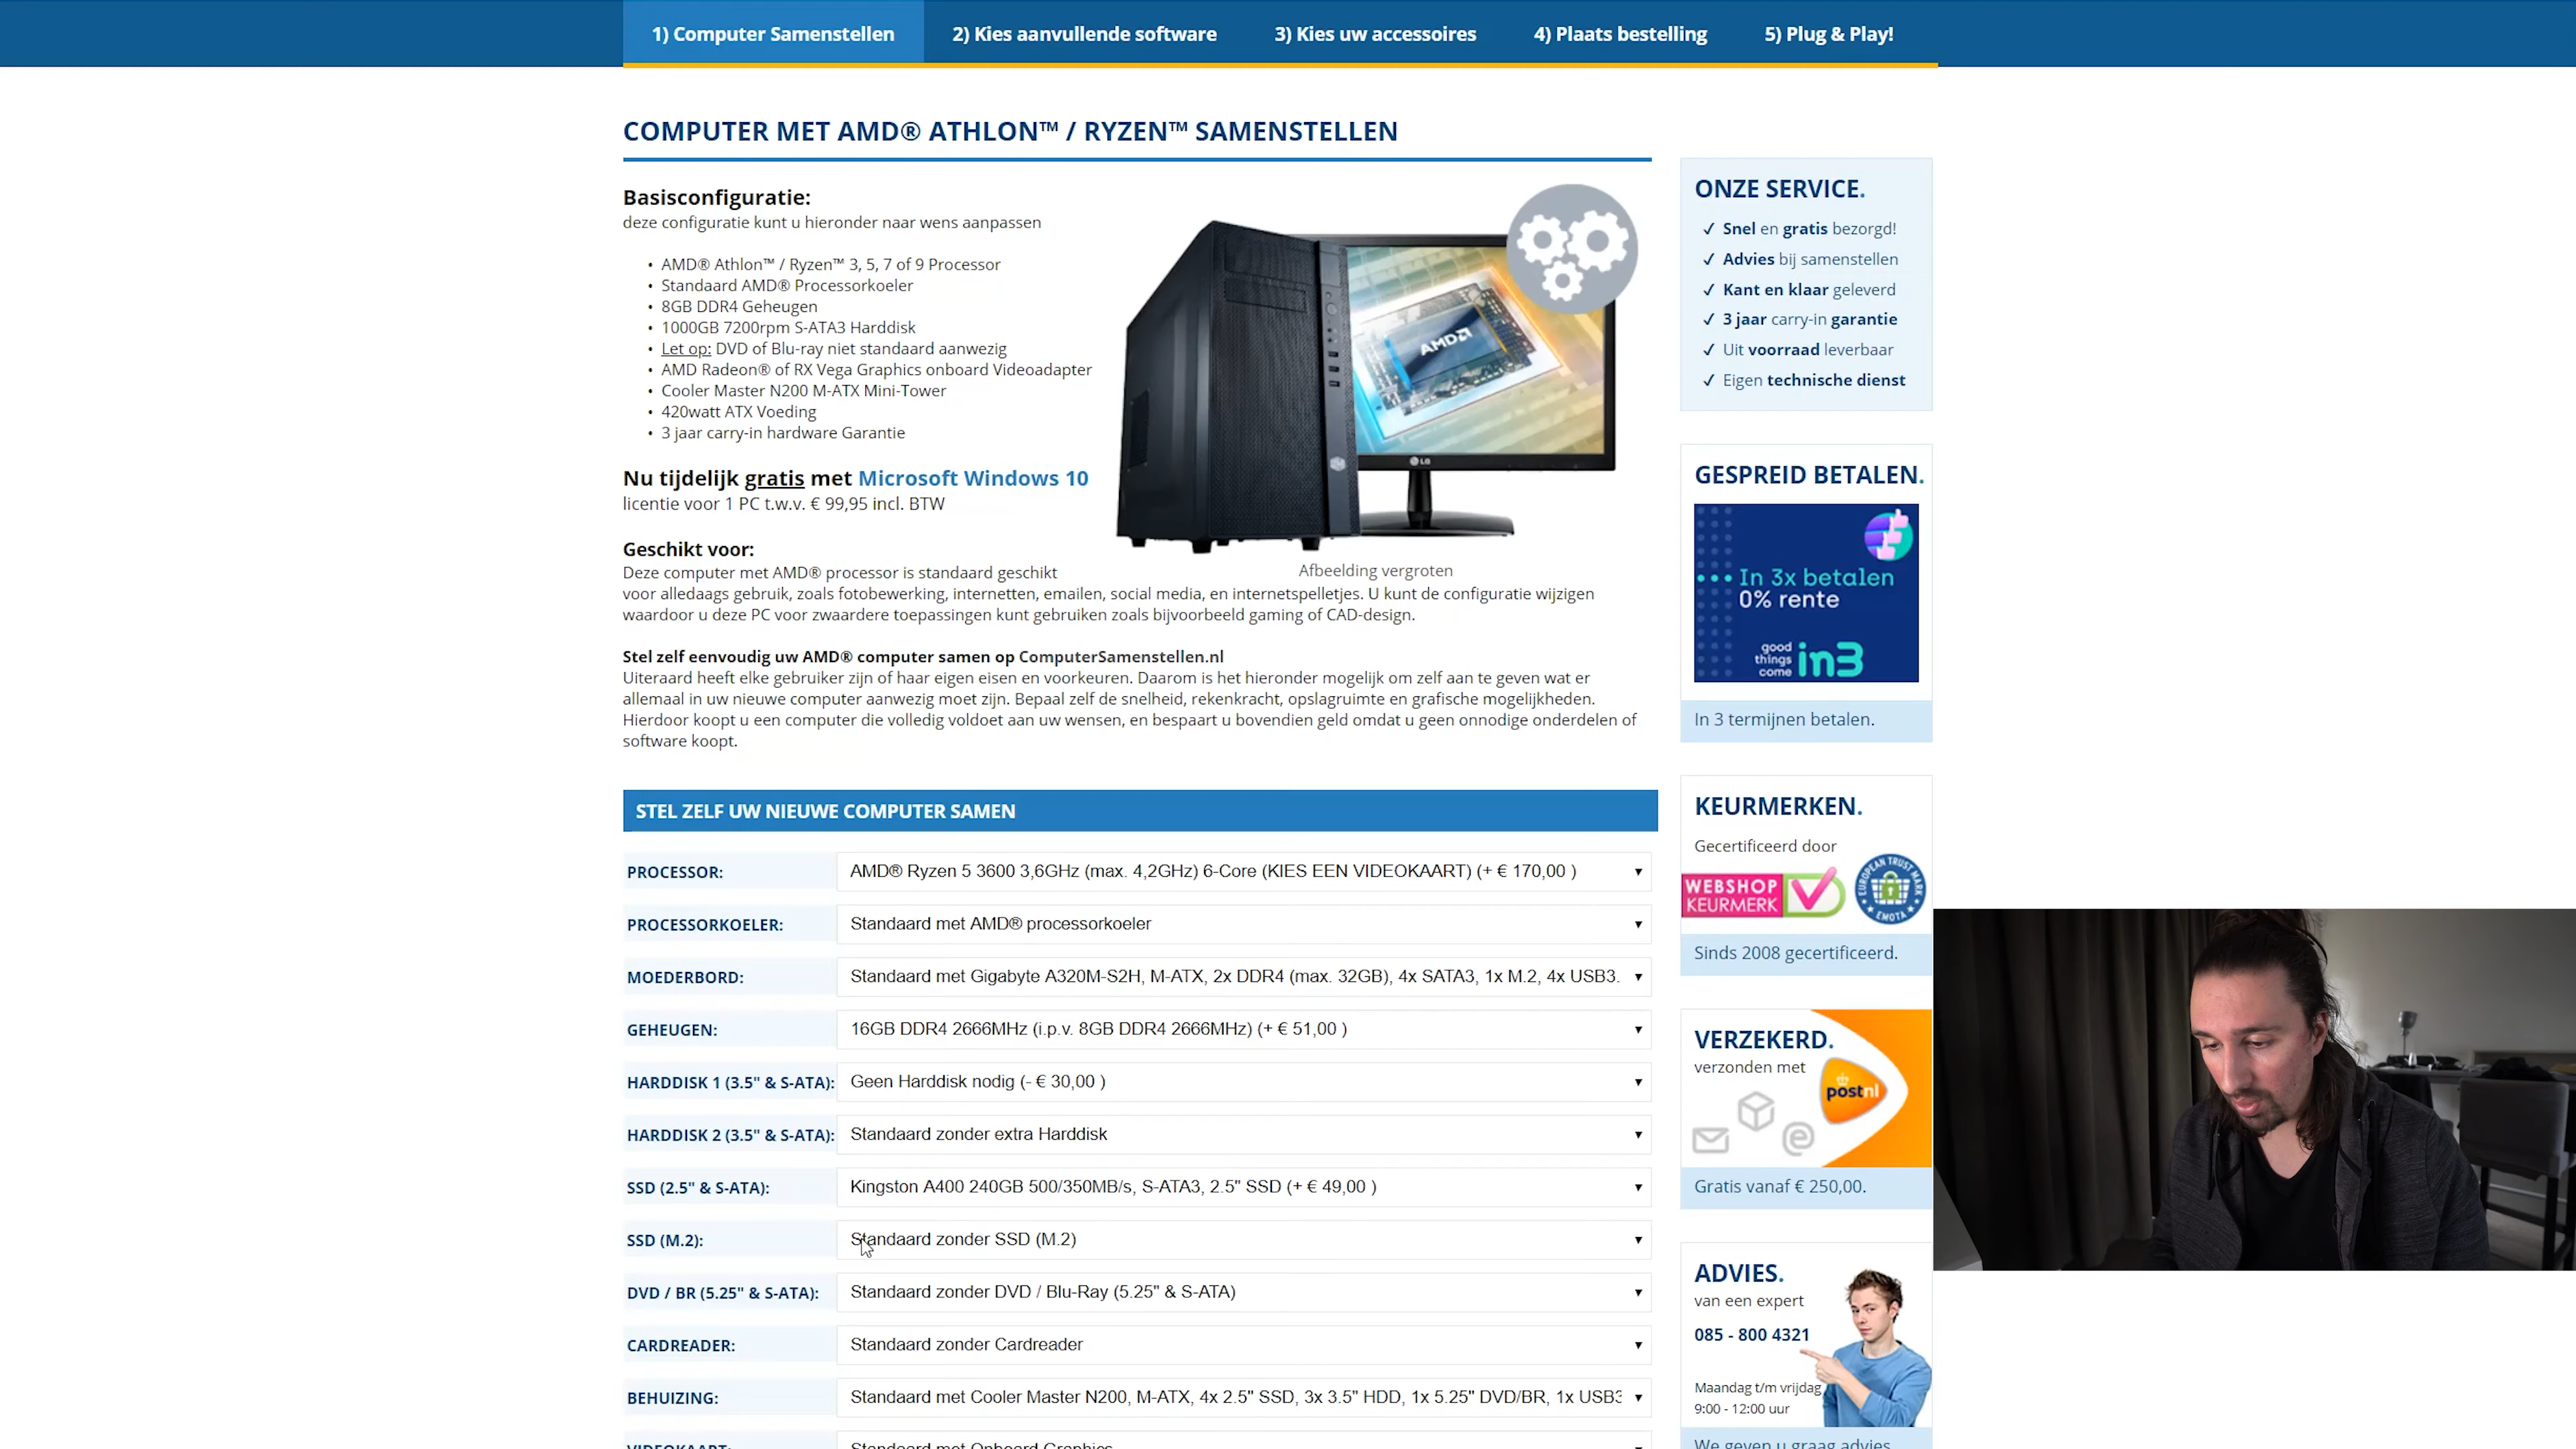 1) Computer Samenstellen
2) Kies aanvullende software
3) Kies uw accessoires
4) Plaats bestelling
5) Plug & Play!
COMPUTER MET AMD® ATHLON™ / RYZEN™ SAMENSTELLEN
Basisconfiguratie:
deze configuratie kunt u hieronder naar wens aanpassen
• AMD® Athlon™ / Ryzen™ 3, 5, 7 of 9 Processor
• Standaard AMD® Processorkoeler
• 8GB DDR4 Geheugen
• 1000GB 7200rpm S-ATA3 Harddisk
• Let op: DVD of Blu-ray niet standaard aanwezig
• AMD Radeon® of RX Vega Graphics onboard Videoadapter
• Cooler Master N200 M-ATX Mini-Tower
• 420watt ATX Voeding
• 3 jaar carry-in hardware Garantie
Nu tijdelijk gratis met Microsoft Windows 10
licentie voor 1 PC t.w.v. € 99,95 incl. BTW
AMD
LG
Afbeelding vergroten
Geschikt voor:
Deze computer met AMD® processor is standaard geschikt
voor alledaags gebruik, zoals fotobewerking, internetten, emailen, social media, en internetspelletjes. U kunt de configuratie wijzigen
waardoor u deze PC voor zwaardere toepassingen kunt gebruiken zoals bijvoorbeeld gaming of CAD-design.
Stel zelf eenvoudig uw AMD® computer samen op ComputerSamenstellen.nl
Uiteraard heeft elke gebruiker zijn of haar eigen eisen en voorkeuren. Daarom is het hieronder mogelijk om zelf aan te geven wat er
allemaal in uw nieuwe computer aanwezig moet zijn. Bepaal zelf de snelheid, rekenkracht, opslagruimte en grafische mogelijkheden.
Hierdoor koopt u een computer die volledig voldoet aan uw wensen, en bespaart u bovendien geld omdat u geen onnodige onderdelen of
software koopt.
STEL ZELF UW NIEUWE COMPUTER SAMEN
PROCESSOR: AMD® Ryzen 5 3600 3,6GHz (max. 4,2GHz) 6-Core (KIES EEN VIDEOKAART) (+ € 170,00 )
PROCESSORKOELER: Standaard met AMD® processorkoeler
MOEDERBORD: Standaard met Gigabyte A320M-S2H, M-ATX, 2x DDR4 (max. 32GB), 4x SATA3, 1x M.2, 4x USB3.
GEHEUGEN: 16GB DDR4 2666MHz (i.p.v. 8GB DDR4 2666MHz) (+ € 51,00 )
HARDDISK 1 (3.5" & S-ATA): Geen Harddisk nodig (- € 30,00 )
HARDDISK 2 (3.5" & S-ATA): Standaard zonder extra Harddisk
SSD (2.5" & S-ATA): Kingston A400 240GB 500/350MB/s, S-ATA3, 2.5" SSD (+ € 49,00 )
SSD (M.2): Standaard zonder SSD (M.2)
DVD / BR (5.25" & S-ATA): Standaard zonder DVD / Blu-Ray (5.25" & S-ATA)
CARDREADER: Standaard zonder Cardreader
BEHUIZING: Standaard met Cooler Master N200, M-ATX, 4x 2.5" SSD, 3x 3.5" HDD, 1x 5.25" DVD/BR, 1x USB3
VIDEOKAART: Standaard met Onboard Graphics
ONZE SERVICE.
✓ Snel en gratis bezorgd!
✓ Advies bij samenstellen
✓ Kant en klaar geleverd
✓ 3 jaar carry-in garantie
✓ Uit voorraad leverbaar
✓ Eigen technische dienst
GESPREID BETALEN.
In 3x betalen
0% rente
good
things
come
in3
In 3 termijnen betalen.
KEURMERKEN.
Gecertificeerd door
WEBSHOP
KEURMERK
EUROPEAN TRUST MARK
EMOTA
Sinds 2008 gecertificeerd.
VERZEKERD.
verzonden met
postnl
Gratis vanaf € 250,00.
ADVIES.
van een expert
085 - 800 4321
Maandag t/m vrijdag
9:00 - 12:00 uur
We geven u graag advies